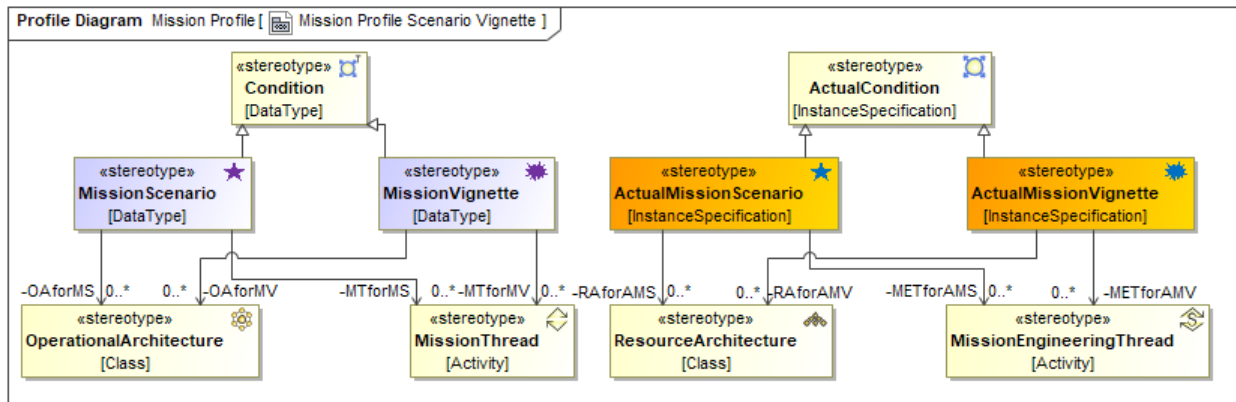 Profile Diagram Mission Profile [ Mission Profile Scenario Vignette ]
«stereotype»
Condition
[DataType]
«stereotype»
ActualCondition
[InstanceSpecification]
«stereotype»
MissionScenario
[DataType]
«stereotype»
MissionVignette
[DataType]
«stereotype»
ActualMissionScenario
[InstanceSpecification]
«stereotype»
ActualMissionVignette
[InstanceSpecification]
-OAforMS 0..* 0..* -OAforMV -MTforMS 0..* -MTforMV 0..* -RAforAMS 0..* 0..* -RAforAMV -METforAMS 0..* 0..* -METforAMV
«stereotype»
OperationalArchitecture
[Class]
«stereotype»
MissionThread
[Activity]
«stereotype»
ResourceArchitecture
[Class]
«stereotype»
MissionEngineeringThread
[Activity]